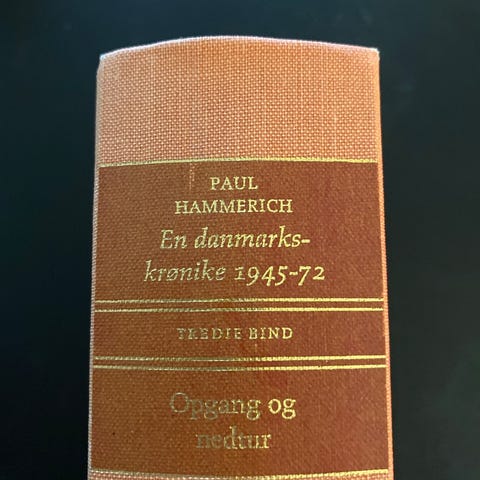 PAUL
HAMMERICH
En danmarks-
krønike 1945-72
TREDIE BIND
Opgang og
nedtur